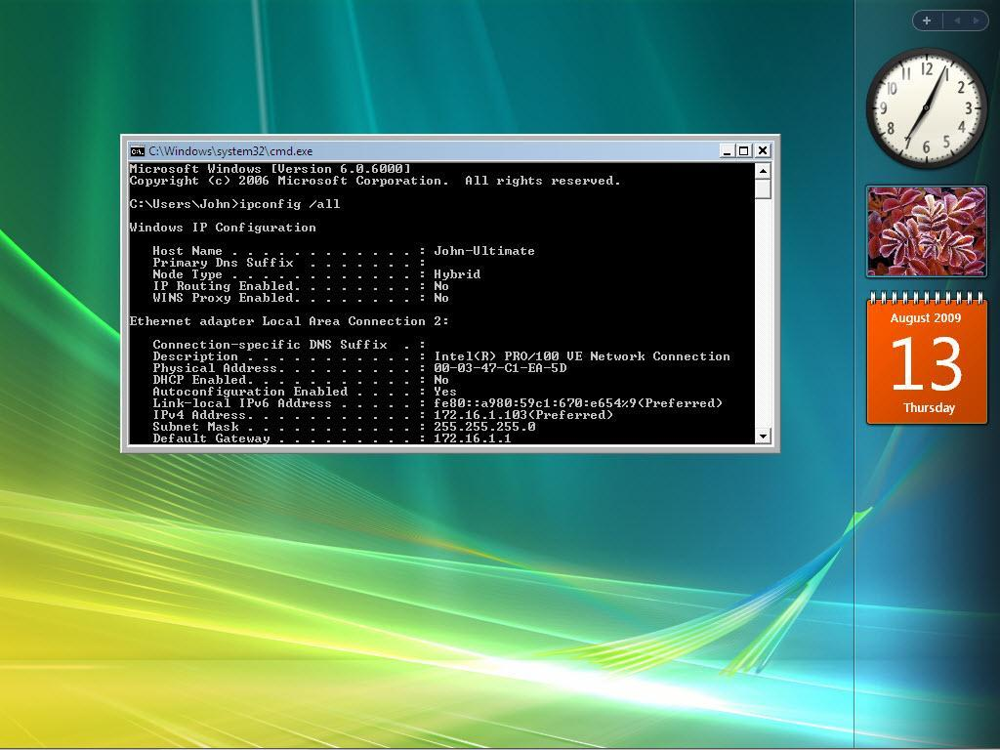 C:\Windows\system32\cmd.exe
Microsoft Windows [Version 6.0.6000]
Copyright (c) 2006 Microsoft Corporation.  All rights reserved.
C:\Users\John>ipconfig /all
Windows IP Configuration
Host Name . . . . . . . . . . . . : John-Ultimate
Primary Dns Suffix  . . . . . . . :
Node Type . . . . . . . . . . . . : Hybrid
IP Routing Enabled. . . . . . . . : No
WINS Proxy Enabled. . . . . . . . : No
Ethernet adapter Local Area Connection 2:
Connection-specific DNS Suffix  . :
Description . . . . . . . . . . . : Intel(R) PRO/100 VE Network Connection
Physical Address. . . . . . . . . : 00-03-47-C1-EA-5D
DHCP Enabled. . . . . . . . . . . : No
Autoconfiguration Enabled . . . . : Yes
Link-local IPv6 Address . . . . . : fe80::a980:59c1:670:e654%9(Preferred)
IPv4 Address. . . . . . . . . . . : 172.16.1.103(Preferred)
Subnet Mask . . . . . . . . . . . : 255.255.255.0
Default Gateway . . . . . . . . . : 172.16.1.1
12
1
2
3
4
5
6
7
8
9
10
11
August 2009
13
Thursday